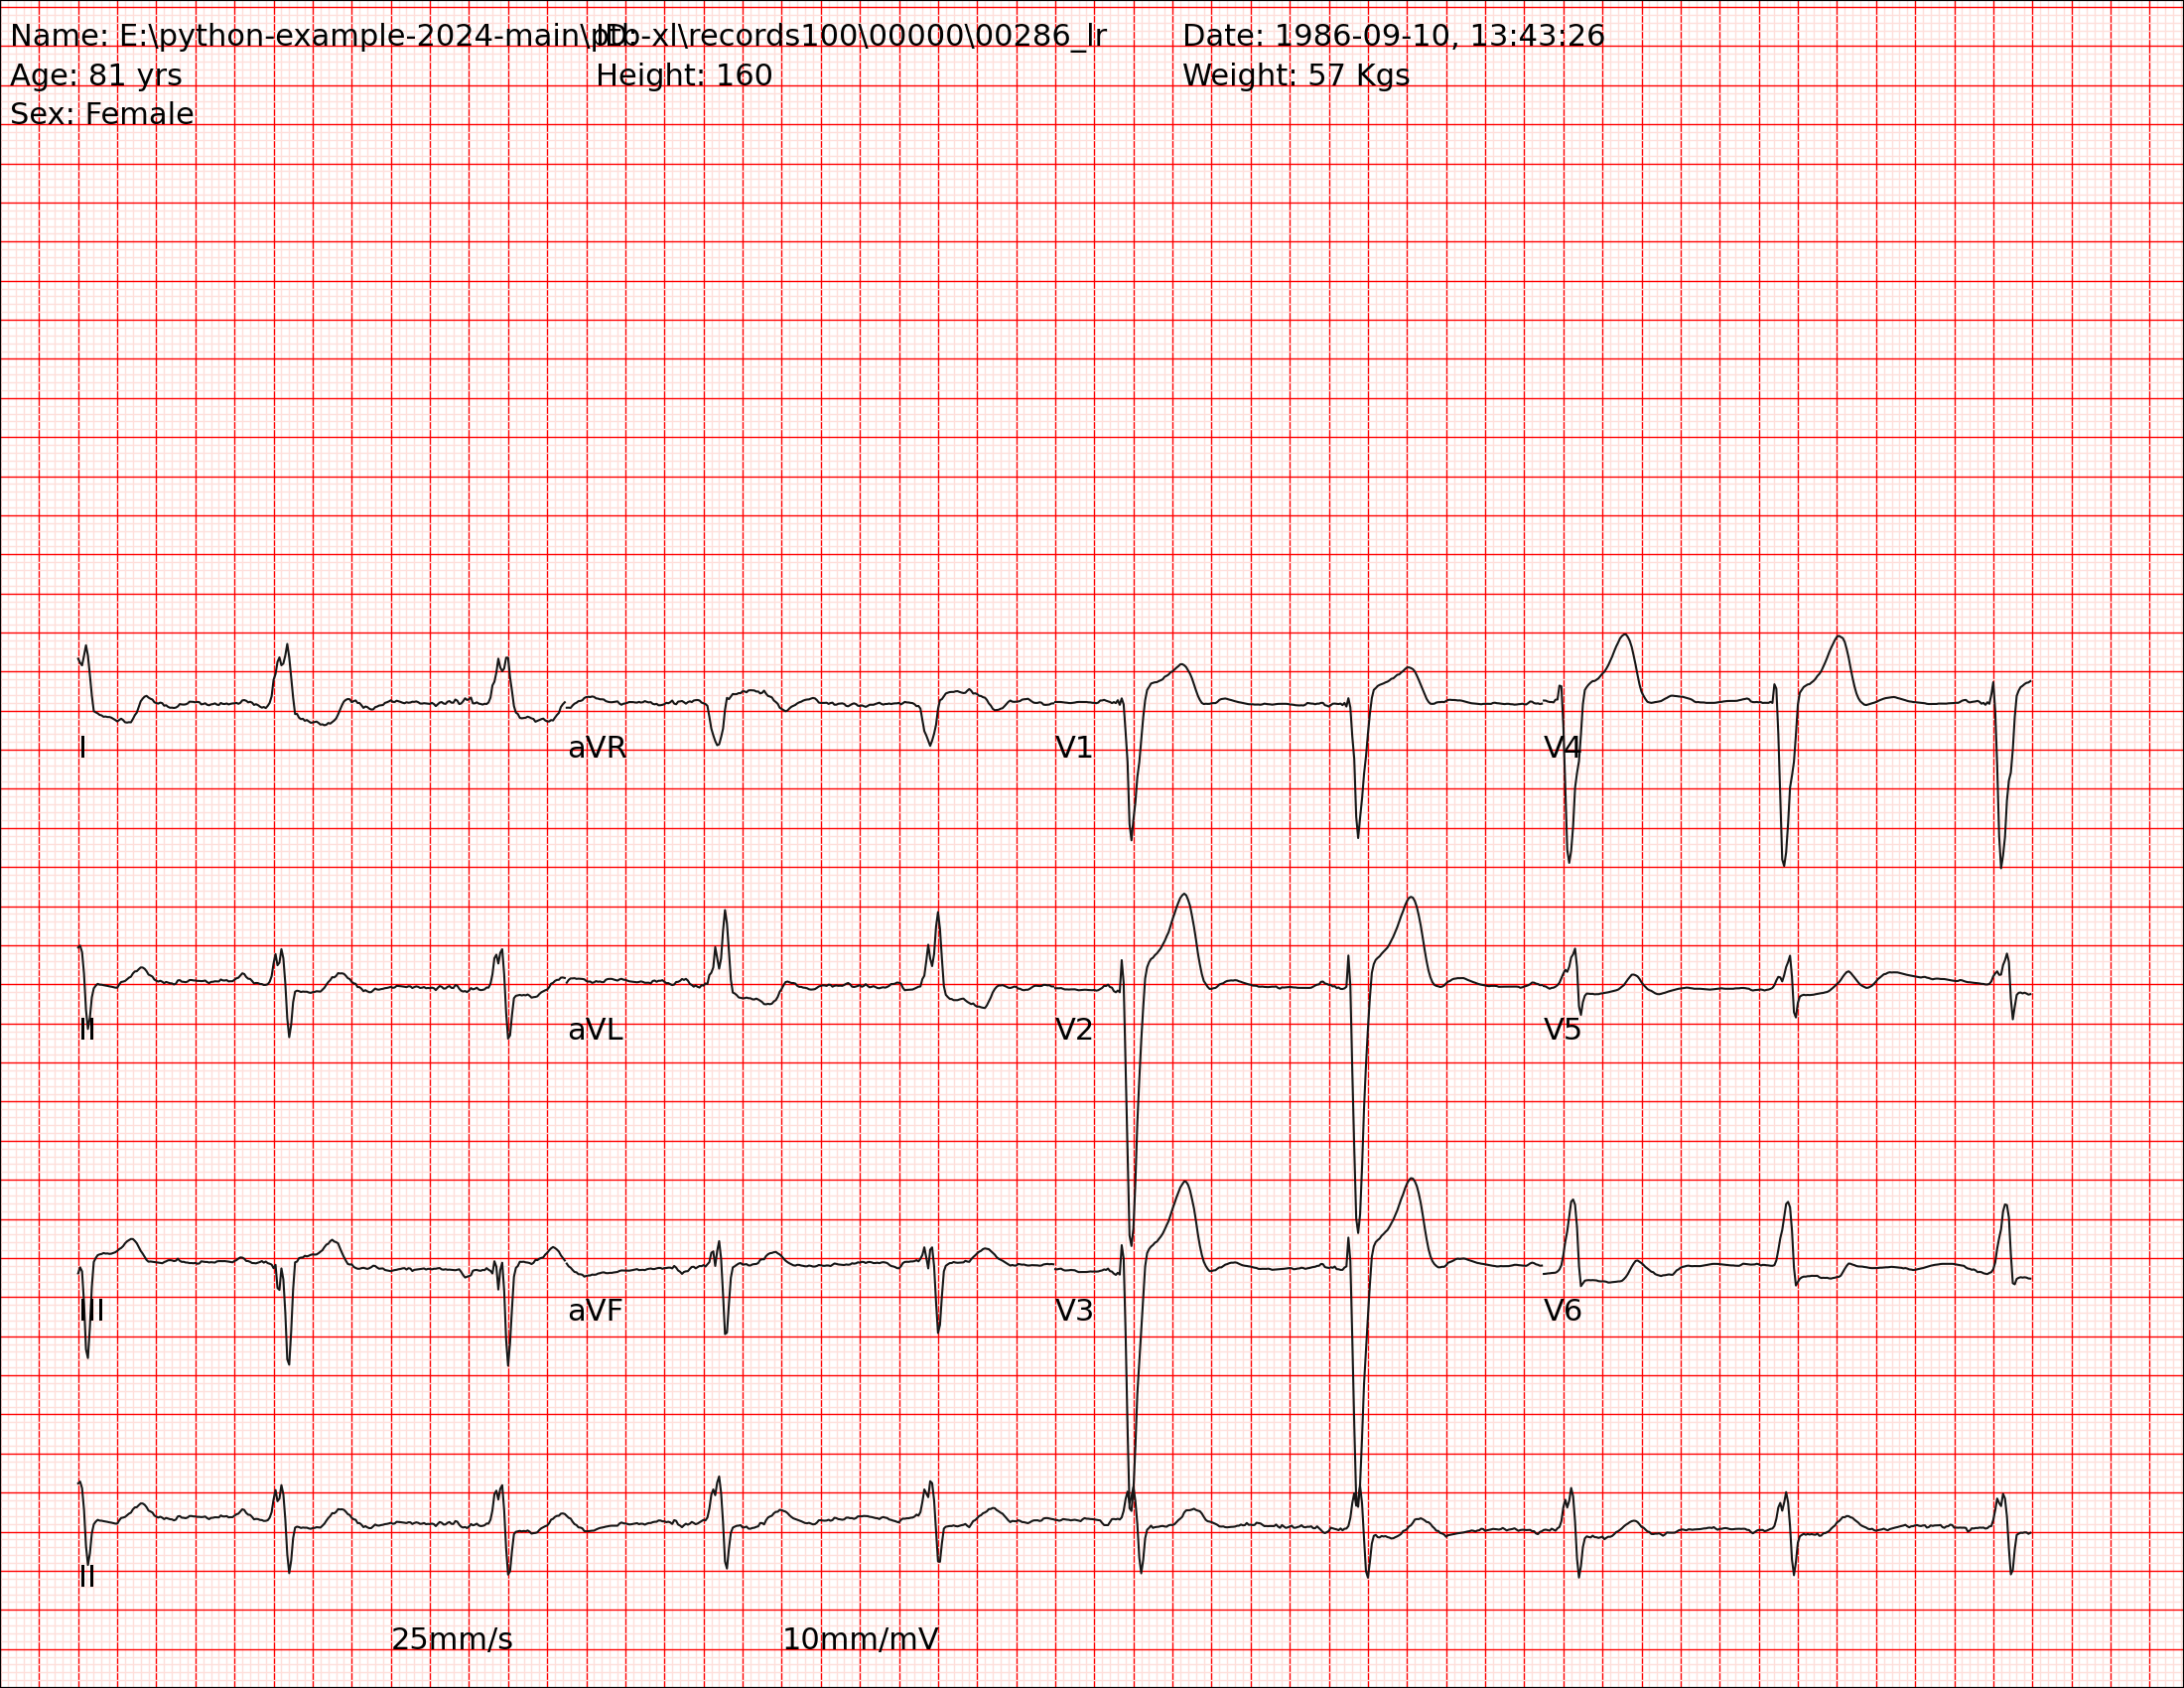 Name: E:\python-example-2024-main\ptb-xl\records100\00000\00286_lr ID: Date: 1986-09-10, 13:43:26
Age: 81 yrs Height: 160 Weight: 57 Kgs
Sex: Female
I aVR V1 V4
II aVL V2 V5
III aVF V3 V6
II
25mm/s 10mm/mV